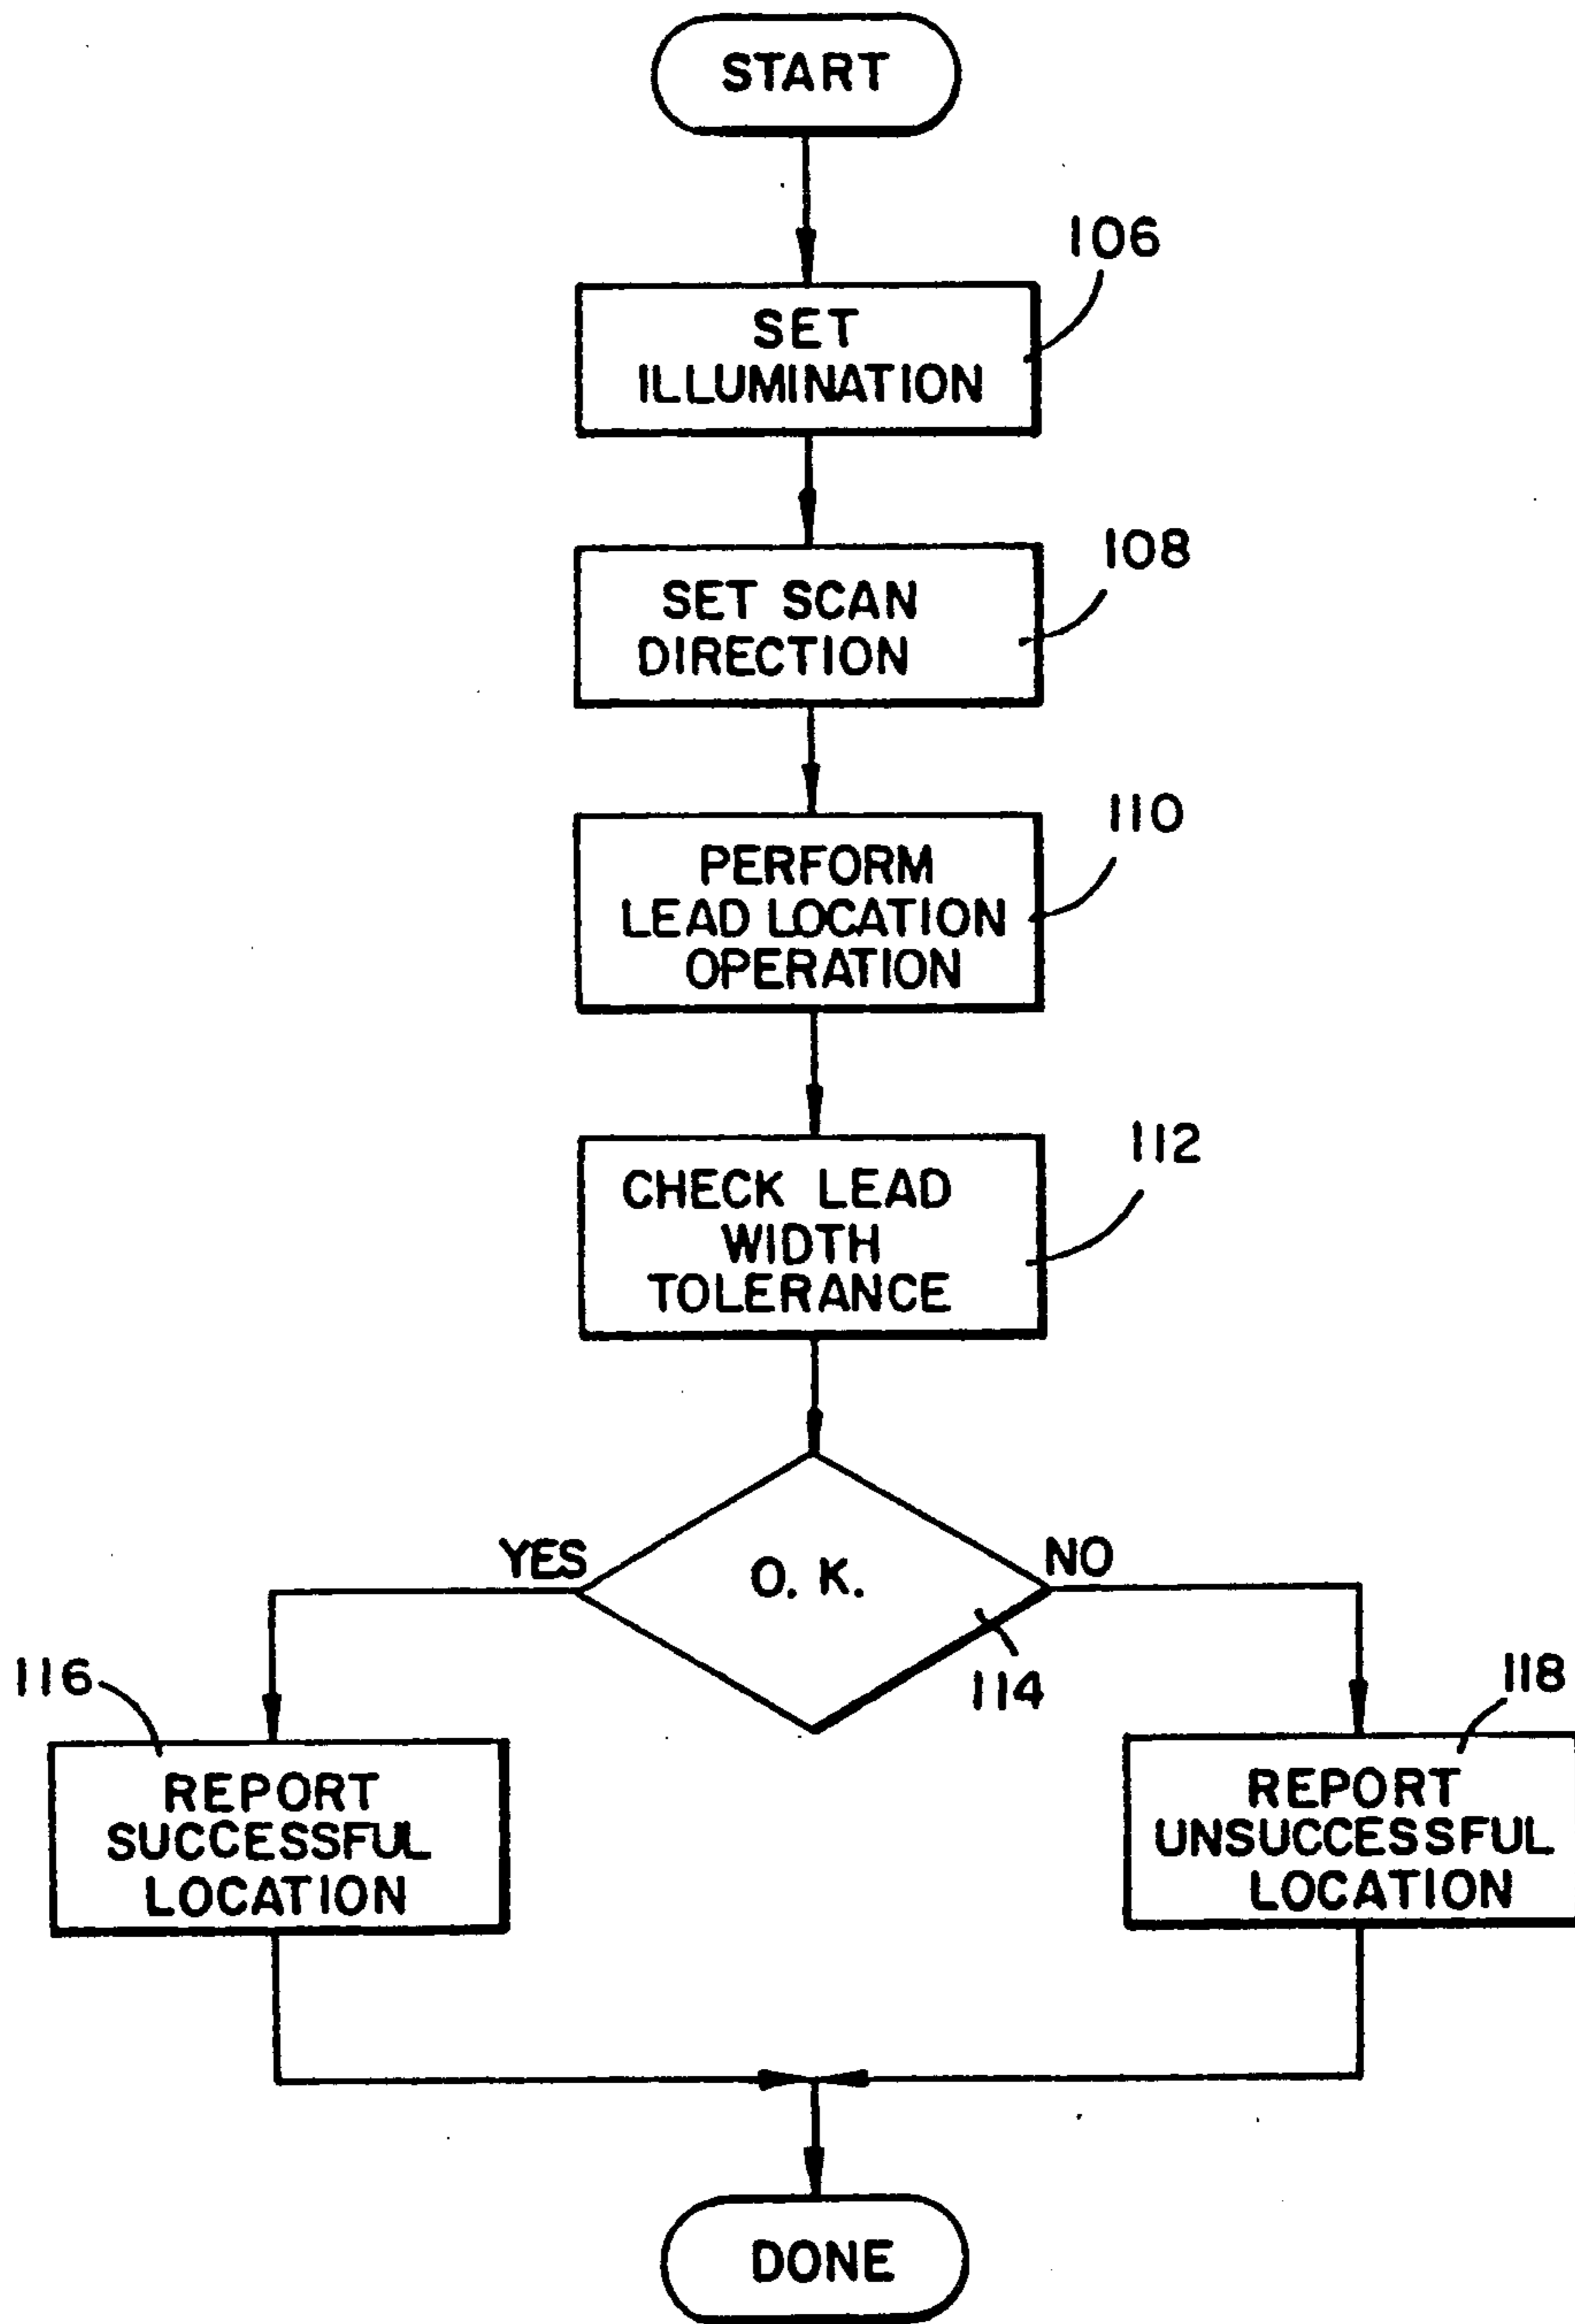 START
106
SET
ILLUMINATION
108
SET SCAN
DIRECTION
110
PERFORM
LEAD LOCATION
OPERATION
112
CHECK LEAD
WIDTH
TOLERANCE
YES
O. K.
NO
114
116
REPORT
SUCCESSFUL
LOCATION
118
REPORT
UNSUCCESSFUL
LOCATION
DONE